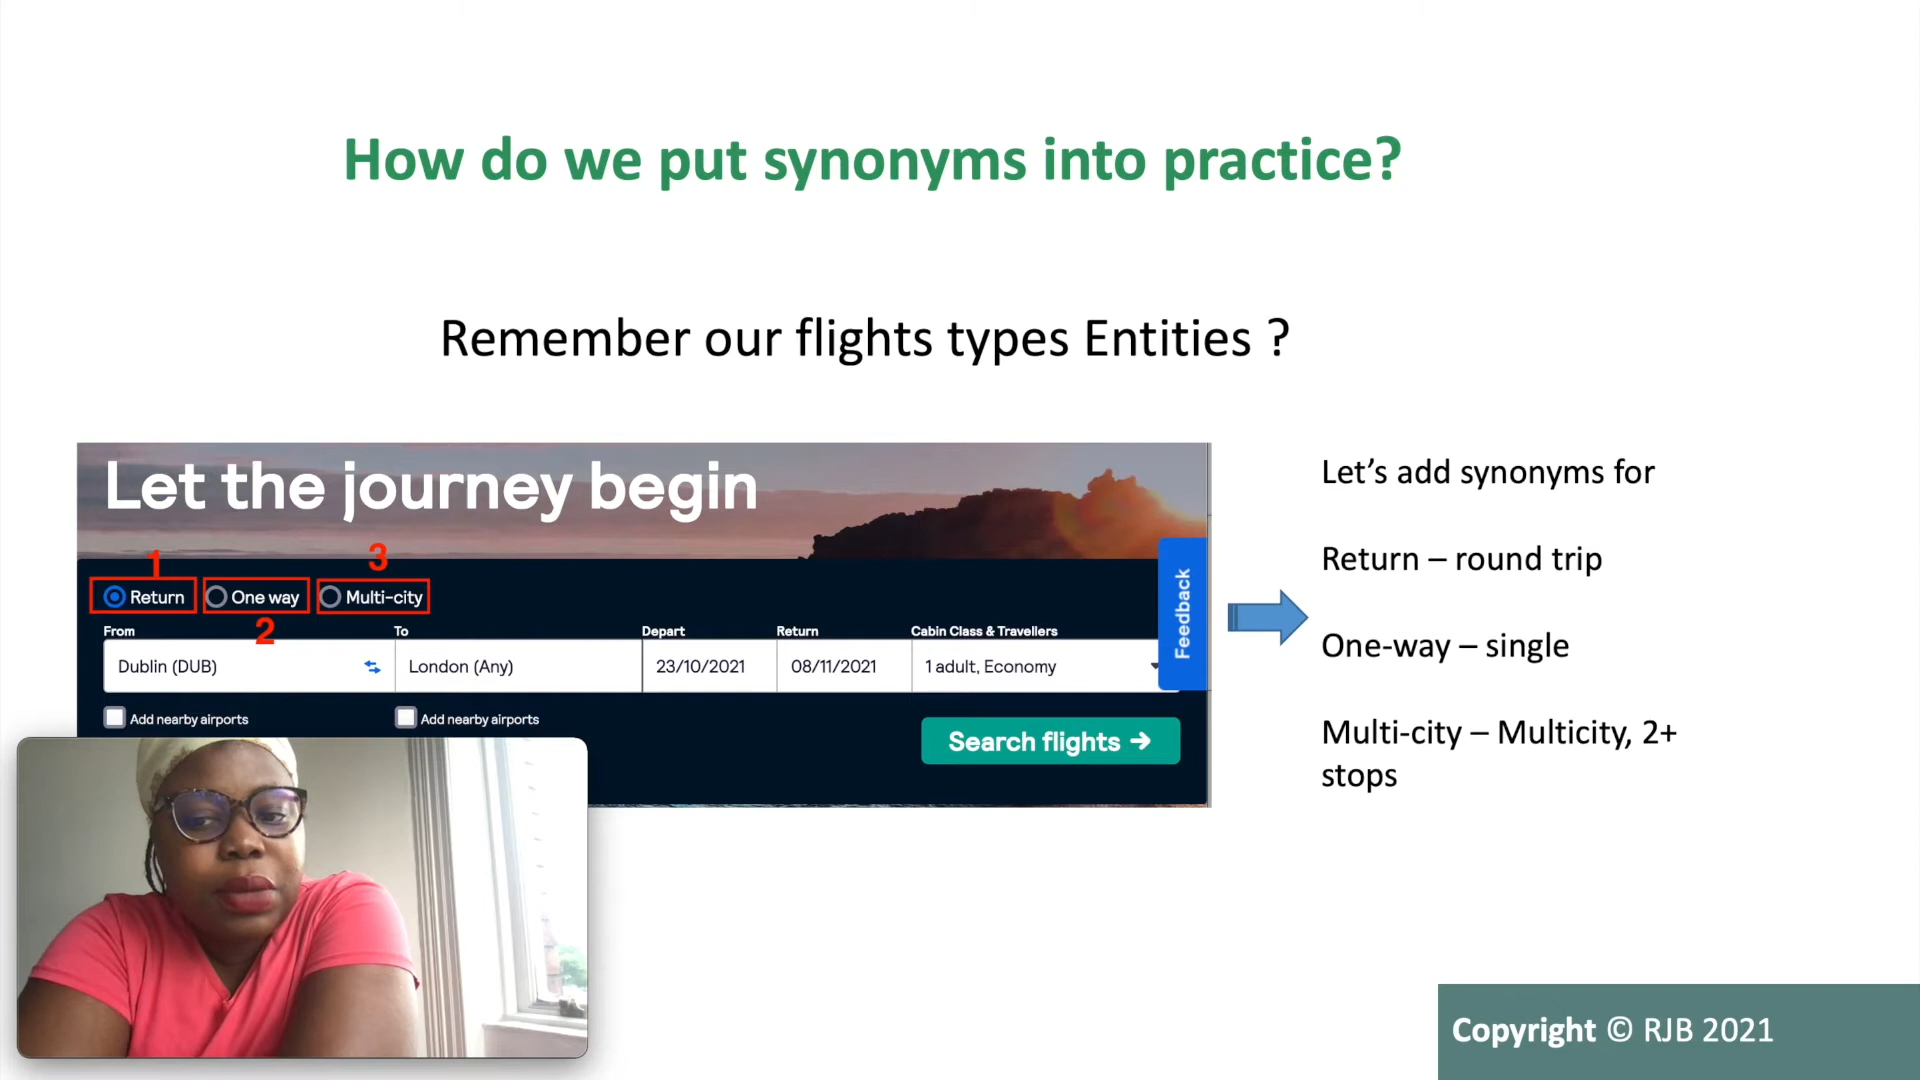 How do we put synonyms into practice?
Remember our flights types Entities ?
Let the journey begin
1
3
Return
One way
Multi-city
2
From
To
Depart
Return
Cabin Class & Travellers
Dublin (DUB)
London (Any)
23/10/2021
08/11/2021
1 adult, Economy
Feedback
Add nearby airports
Add nearby airports
Search flights →
Let’s add synonyms for
Return – round trip
One-way – single
Multi-city – Multicity, 2+
stops
Copyright © RJB 2021